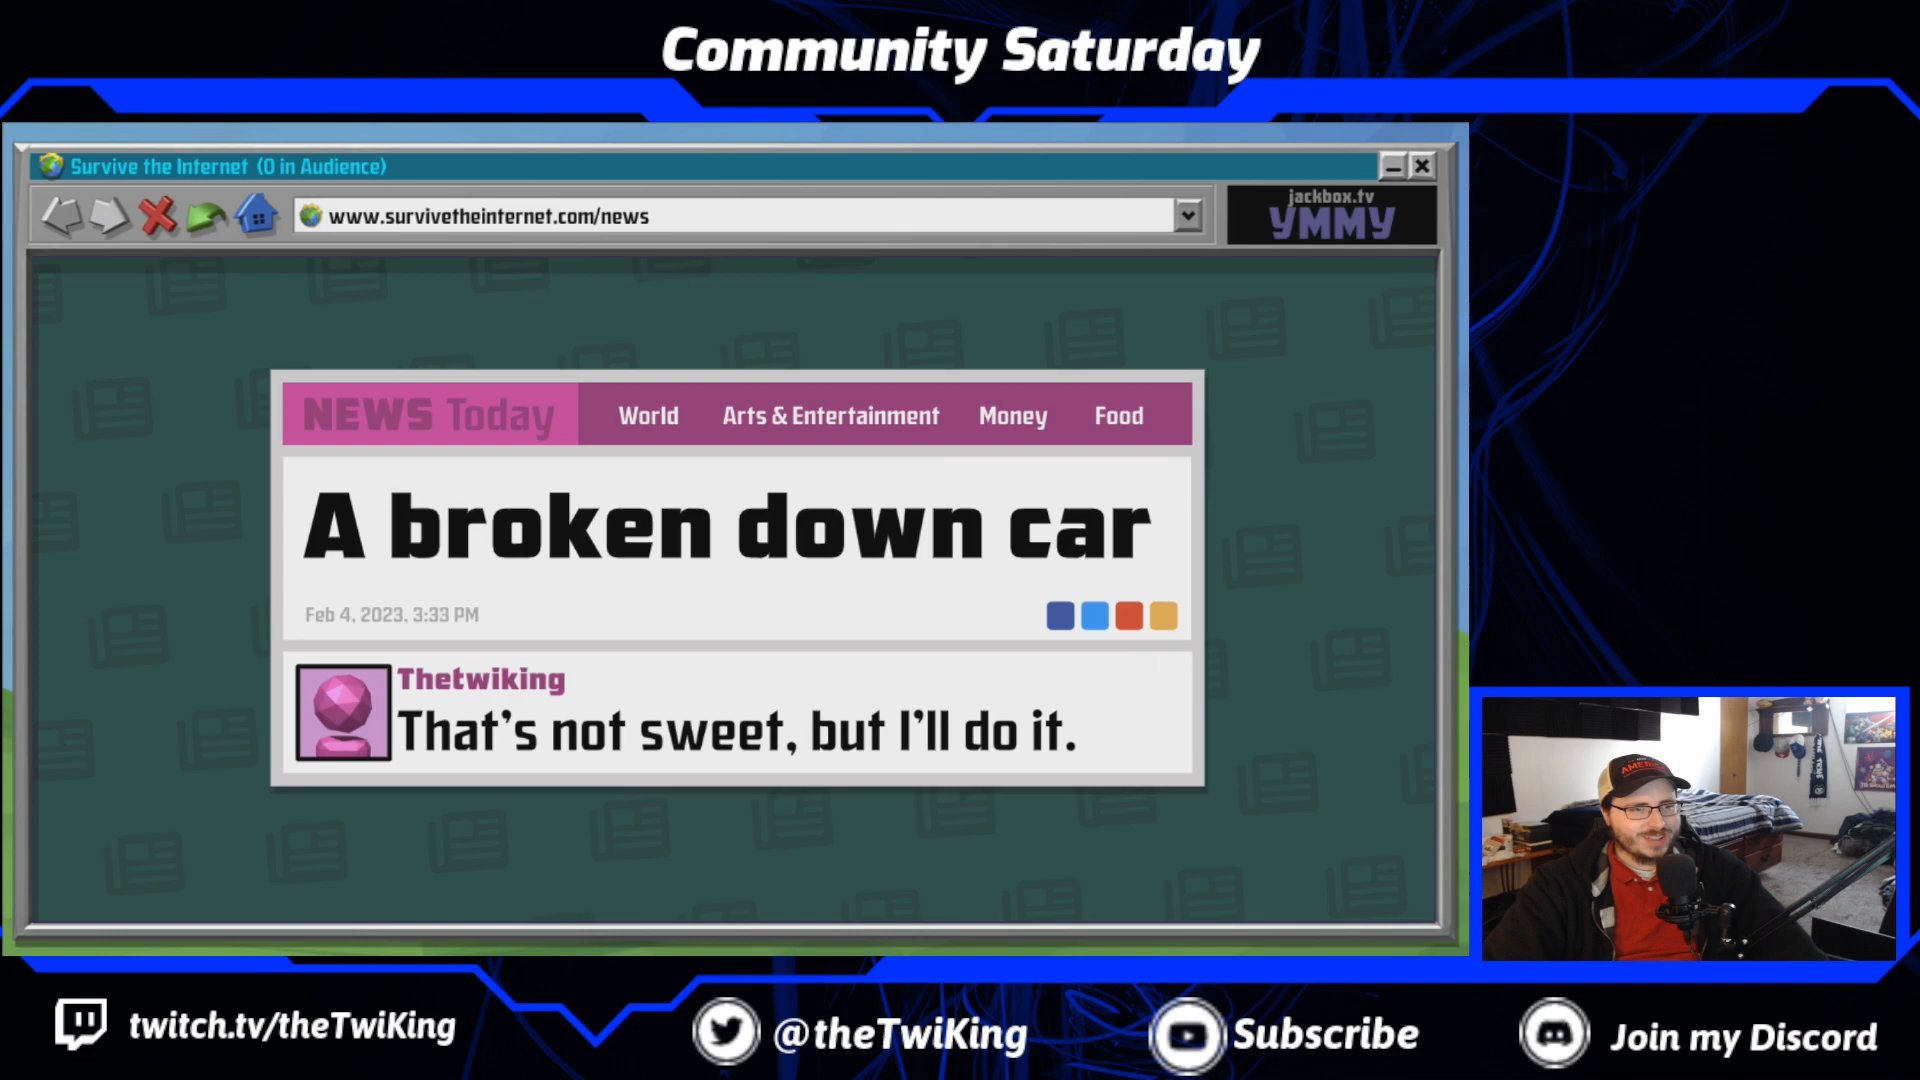 Community Saturday
Survive the Internet (0 in Audience)
www.survivetheinternet.com/news
jackbox.tv
YMMY
NEWS Today World Arts & Entertainment Money Food
A broken down car
Feb 4, 2023, 3:33 PM
Thetwiking
That's not sweet, but I'll do it.
AMERICA
twitch.tv/theTwiKing @theTwiKing Subscribe Join my Discord